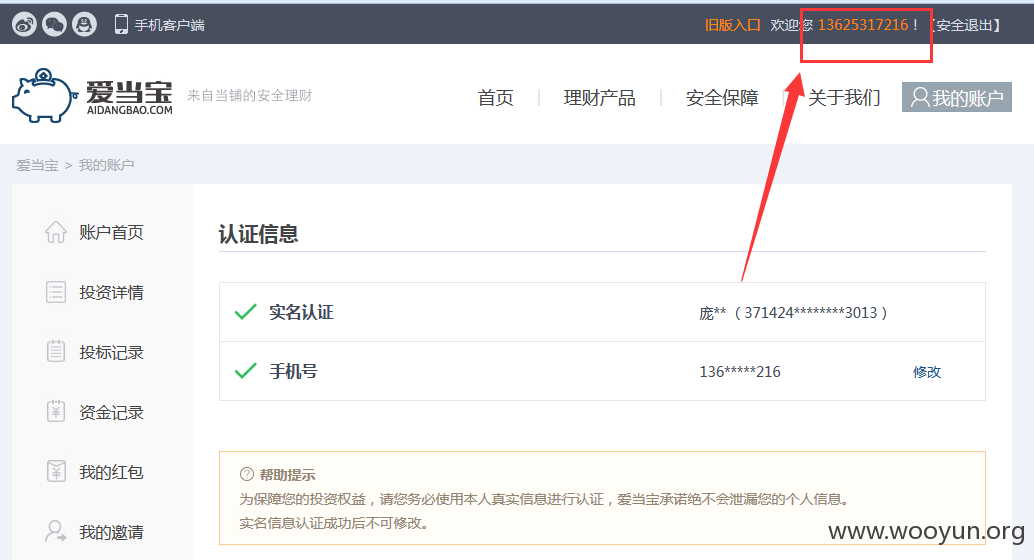 手机客户端
旧版入口 欢迎您 13625317216！【安全退出】
爱当宝
AIDANGBAO.COM
来自当铺的安全理财
首页 | 理财产品 | 安全保障 | 关于我们 我的账户
爱当宝 > 我的账户
账户首页
投资详情
投标记录
资金记录
我的红包
我的邀请
认证信息
实名认证 庞**（371424********3013）
手机号 136*****216 修改
帮助提示
为保障您的投资权益，请您务必使用本人真实信息进行认证，爱当宝承诺绝不会泄漏您的个人信息。
实名信息认证成功后不可修改。
www.wooyun.org